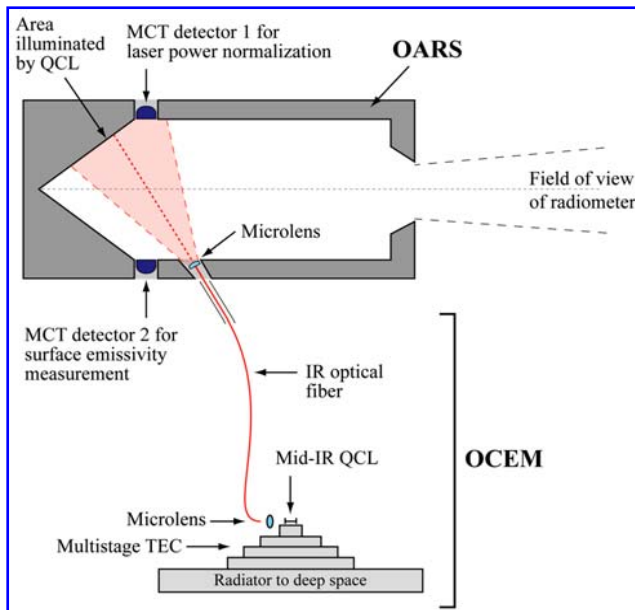 Area
illuminated
by QCL
MCT detector 1 for
laser power normalization
OARS
Field of view
of radiometer
Microlens
MCT detector 2 for
surface emissivity
measurement
IR optical
fiber
OCEM
Mid-IR QCL
Microlens
Multistage TEC
Radiator to deep space